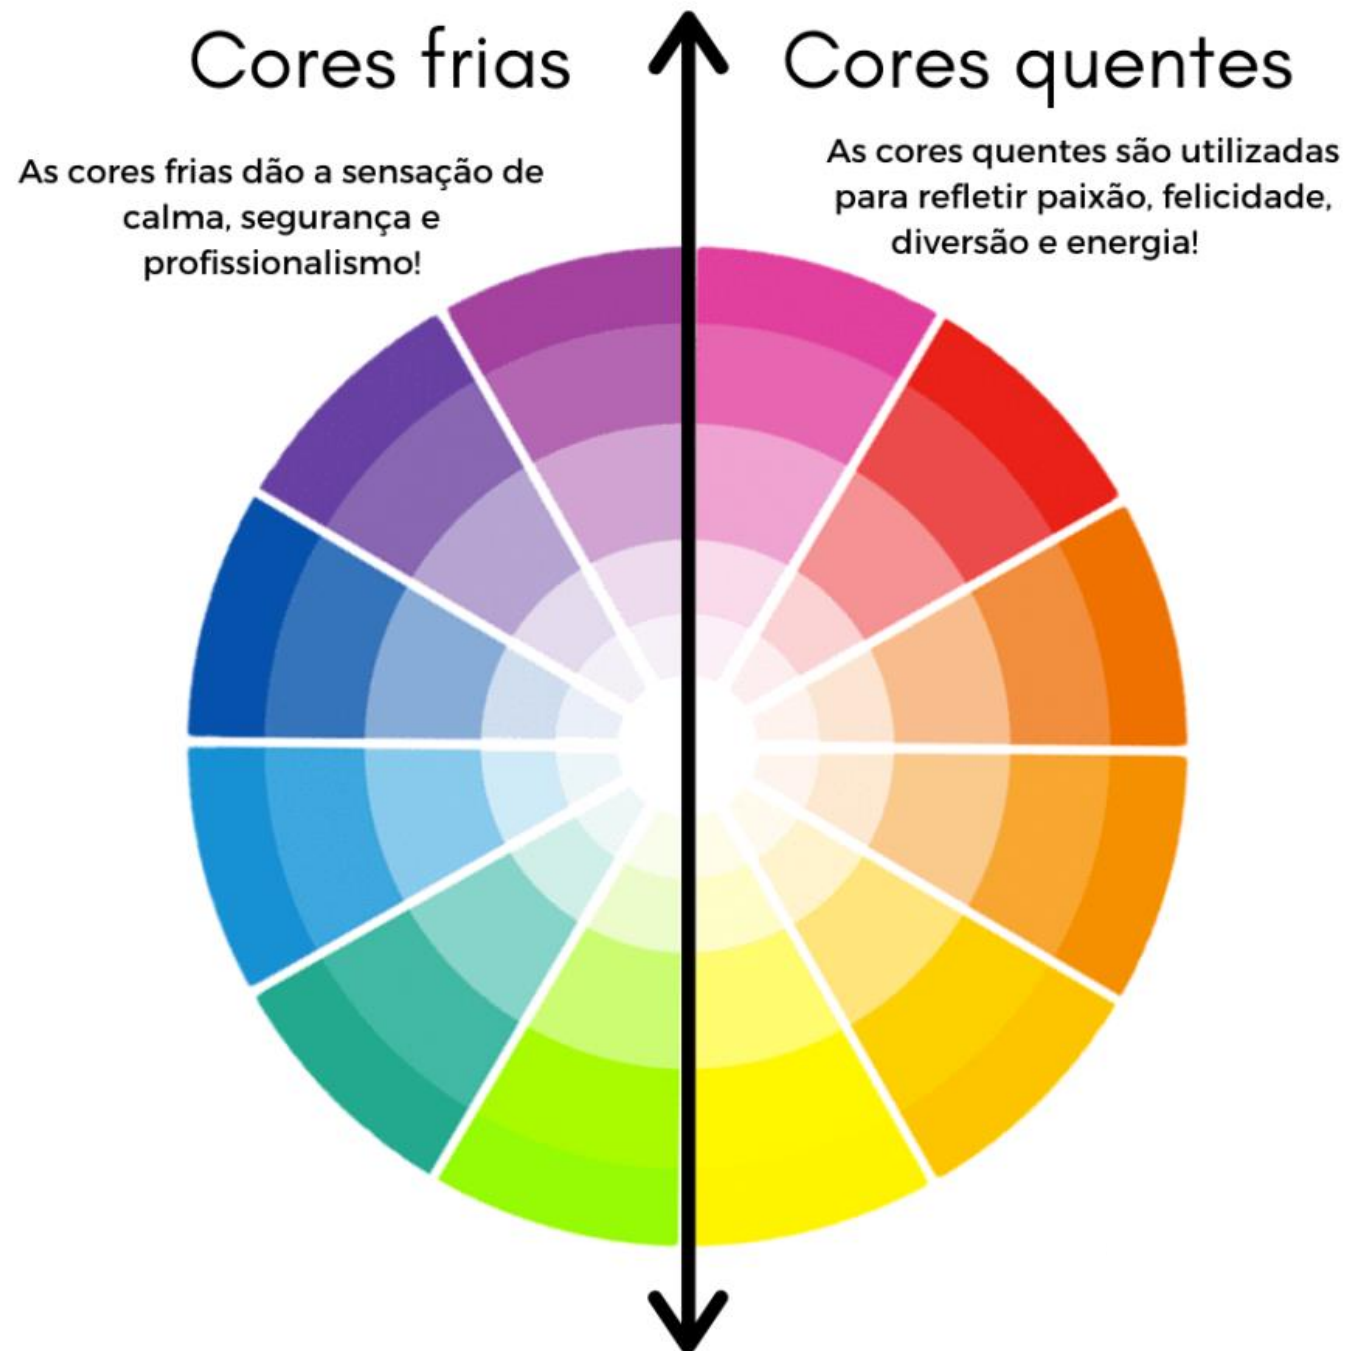 Cores frias
As cores frias dão a sensação de
calma, segurança e
profissionalismo!
Cores quentes
As cores quentes são utilizadas
para refletir paixão, felicidade,
diversão e energia!